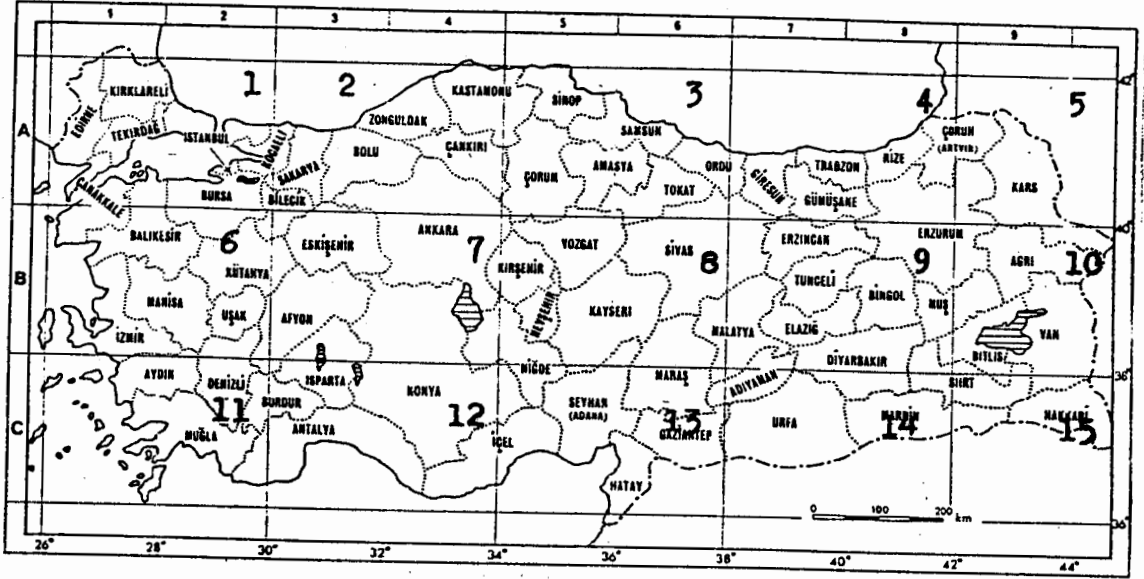 1 2 3 4 5 6 7 8 9
A
B
C
1 2 3 4 5
6 7 8 9 10
11 12 13 14 15
KIRKLARELİ
EDİRNE
TEKİRDAĞ
İSTANBUL
KOCALİ
SAKARYA
ZONGULDAK
BOLU
KASTAMONU
ÇANKIRI
SİNOP
SAMSUN
ÇORUM
AMASYA
TOKAT
ORDU
GİRESUN
TRABZON
GÜMÜŞANE
RİZE
ÇORUH
(ARTVİR)
KARS
ÇANAKKALE
BURSA
BİLECİK
BALIKESİR
ESKİŞEHİR
ANKARA
KIRŞEHİR
YOZGAT
SİVAS
ERZİNCAN
ERZURUM
AGRI
KÜTAHYA
MANİSA
UŞAK
AFYON
NEVŞEHİR
KAYSERİ
MALATYA
TUNCELİ
BİNGOL
ELAZIĞ
MUŞ
VAN
BİTLİS
İZMİR
AYDIN
DENİZLİ
BURDUR
ISPARTA
KONYA
NİĞDE
SEYHAN
(ADANA)
MARAŞ
ADIYAMAN
DİYARBAKIR
SİİRT
MUĞLA
ANTALYA
İÇEL
GAZİANTEP
URFA
MARDİN
HAKKARİ
HATAY
0 100 200 km
42°
40°
36°
36°
26° 28° 30° 32° 34° 36° 38° 40° 42° 44°